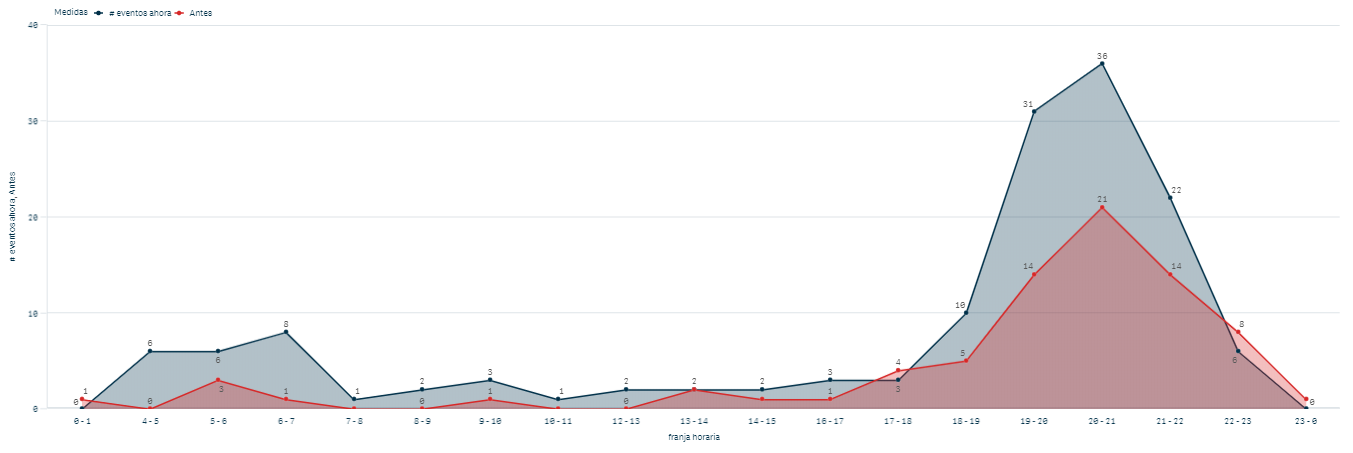 Medidas # eventos ahora Antes
40
30
20
10
0
# eventos ahora, Antes
0 1 6 0 6 3 8 1 1 2 0 3 1 1 2 0 2 2 3 1 4 3 10 5 31 14 36 21 22 14 8 6 0
0-1 4-5 5-6 6-7 7-8 8-9 9-10 10-11 12-13 13-14 14-15 16-17 17-18 18-19 19-20 20-21 21-22 22-23 23-0
franja horaria